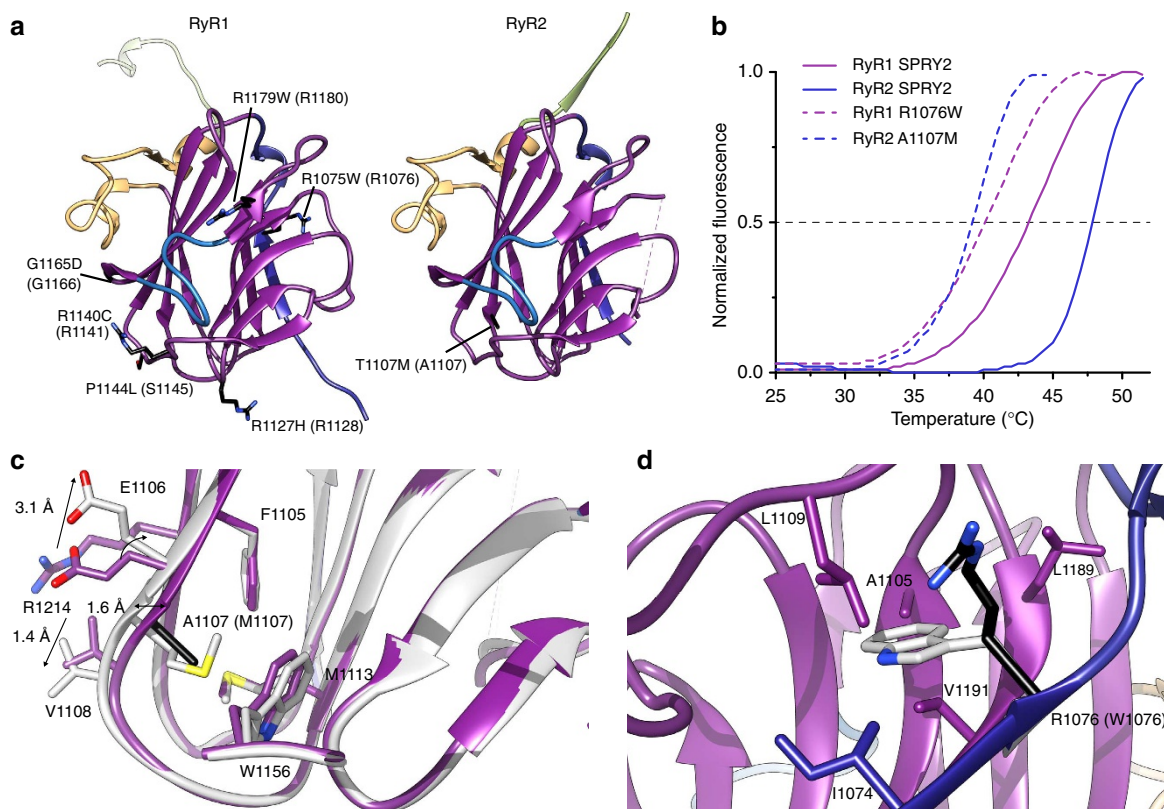 a
RyR1
RyR2
R1179W (R1180)
R1075W (R1076)
G1165D
(G1166)
R1140C
(R1141)
P1144L (S1145)
R1127H (R1128)
T1107M (A1107)
b
RyR1 SPRY2
RyR2 SPRY2
RyR1 R1076W
RyR2 A1107M
Normalized fluorescence
1.0
0.5
0.0
25 30 35 40 45 50
Temperature (°C)
c
E1106
3.1 Å
F1105
R1214
1.6 Å
A1107 (M1107)
1.4 Å
M1113
V1108
W1156
d
L1109
A1105
L1189
V1191
R1076 (W1076)
I1074